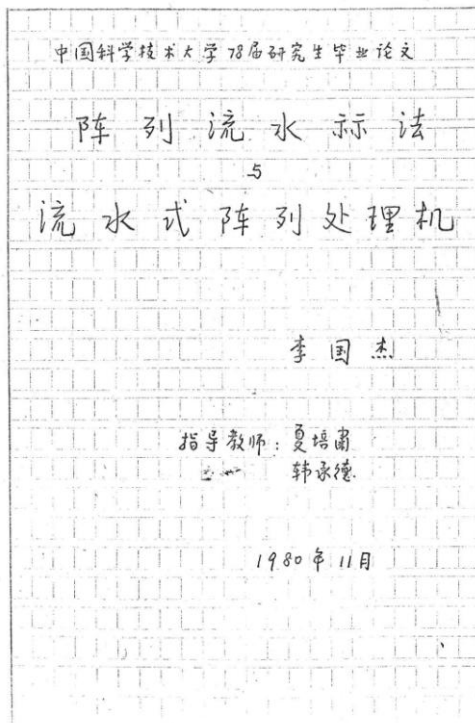 中国科学技术大学78届研究生毕业论文
阵列流水祘法
与
流水式阵列处理机
李国杰
指导教师：夏培肃
韩承德
1980年11月